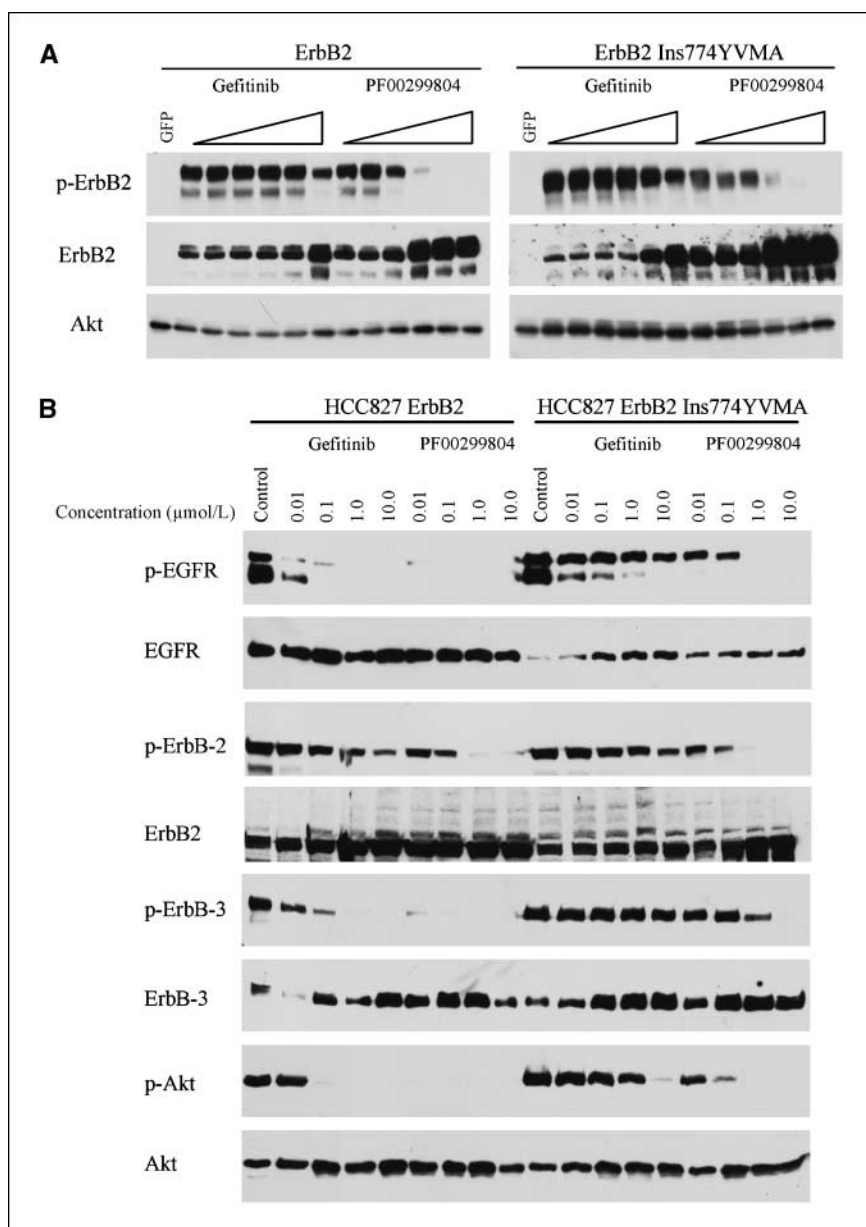 A
ErbB2
ErbB2 Ins774YVMA
Gefitinib
PF00299804
Gefitinib
PF00299804
GFP
GFP
p-ErbB2
ErbB2
Akt
B
HCC827 ErbB2
HCC827 ErbB2 Ins774YVMA
Gefitinib
PF00299804
Gefitinib
PF00299804
Concentration (µmol/L)
Control 0.01 0.1 1.0 10.0 0.01 0.1 1.0 10.0 Control 0.01 0.1 1.0 10.0 0.01 0.1 1.0 10.0
p-EGFR
EGFR
p-ErbB-2
ErbB2
p-ErbB-3
ErbB-3
p-Akt
Akt